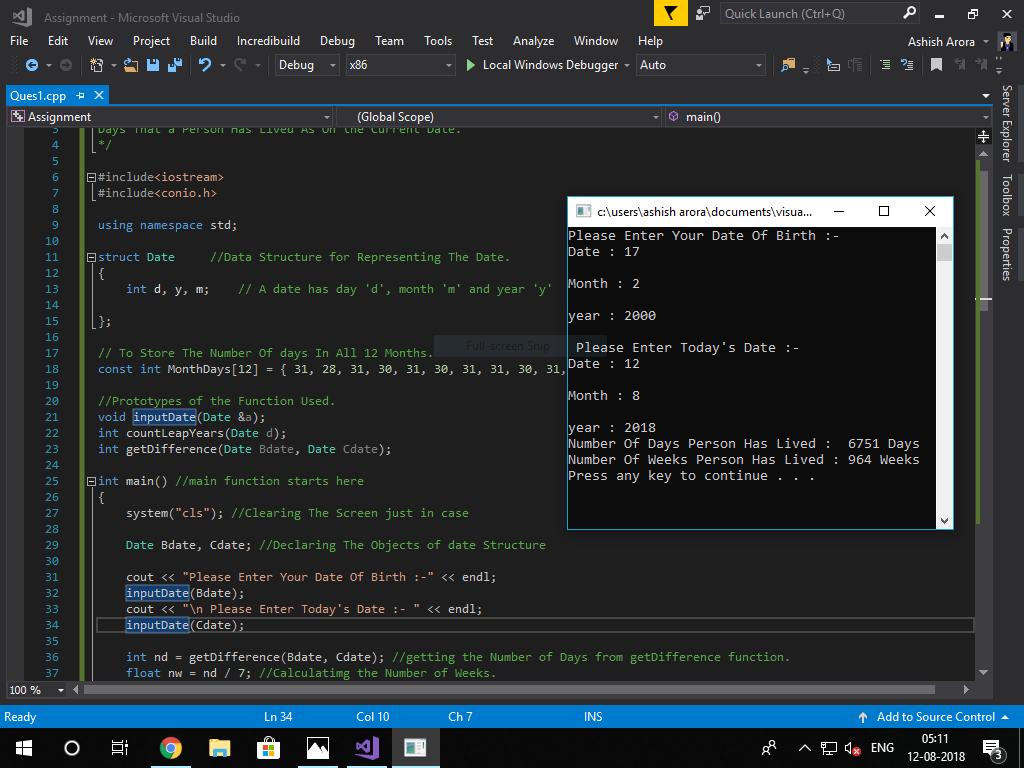 Assignment - Microsoft Visual Studio
Quick Launch (Ctrl+Q)
File Edit View Project Build Incredibuild Debug Team Tools Test Analyze Window Help
Ashish Arora
Debug x86 Local Windows Debugger Auto
Ques1.cpp
Assignment (Global Scope) main()
3 Days That a Person Has Lived As On the Current Date.
4 */
5
6 #include<iostream>
7 #include<conio.h>
8
9 using namespace std;
10
11 struct Date //Data Structure for Representing The Date.
12 {
13 int d, y, m; // A date has day 'd', month 'm' and year 'y'
14
15 };
16
17 // To Store The Number Of days In All 12 Months.
18 const int MonthDays[12] = { 31, 28, 31, 30, 31, 30, 31, 31, 30, 31,
19
20 //Prototypes of the Function Used.
21 void inputDate(Date &a);
22 int countLeapYears(Date d);
23 int getDifference(Date Bdate, Date Cdate);
24
25 int main() //main function starts here
26 {
27 system("cls"); //Clearing The Screen just in case
28
29 Date Bdate, Cdate; //Declaring The Objects of date Structure
30
31 cout << "Please Enter Your Date Of Birth :-" << endl;
32 inputDate(Bdate);
33 cout << "\n Please Enter Today's Date :- " << endl;
34 inputDate(Cdate);
35
36 int nd = getDifference(Bdate, Cdate); //getting the Number of Days from getDifference function.
37 float nw = nd / 7; //Calculatimg the Number of Weeks.
Full-screen Snip
c:\users\ashish arora\documents\visua...
Please Enter Your Date Of Birth :-
Date : 17
Month : 2
year : 2000
Please Enter Today's Date :-
Date : 12
Month : 8
year : 2018
Number Of Days Person Has Lived : 6751 Days
Number Of Weeks Person Has Lived : 964 Weeks
Press any key to continue . . .
Server Explorer
Toolbox
Properties
100 %
Ready Ln 34 Col 10 Ch 7 INS Add to Source Control
ENG
05:11
12-08-2018
3